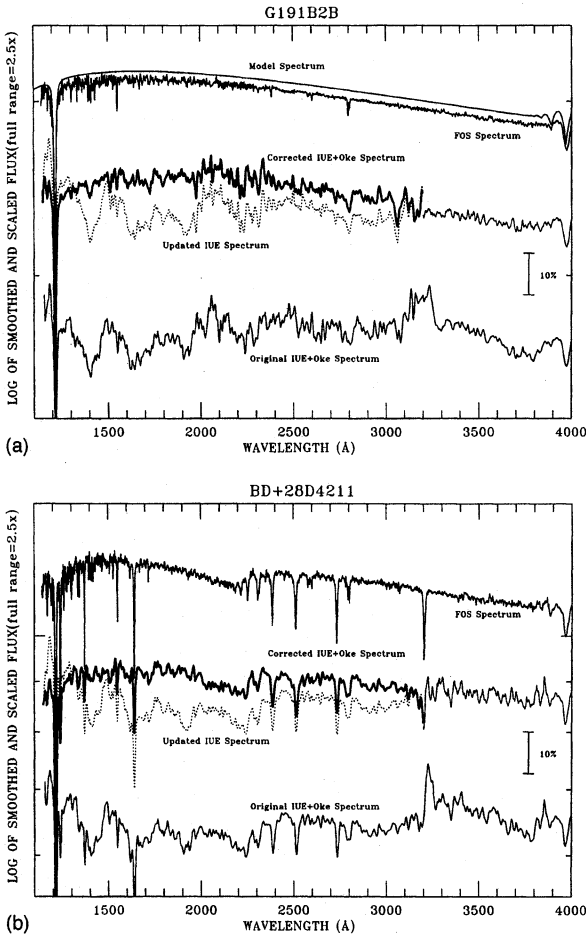 G191B2B
LOG OF SMOOTHED AND SCALED FLUX(full range=2.5x)
Model Spectrum
FOS Spectrum
Corrected IUE+Oke Spectrum
Updated IUE Spectrum
10%
Original IUE+Oke Spectrum
1500 2000 2500 3000 3500 4000
(a)
WAVELENGTH (Å)
BD+28D4211
LOG OF SMOOTHED AND SCALED FLUX(full range=2.5x)
FOS Spectrum
Corrected IUE+Oke Spectrum
Updated IUE Spectrum
10%
Original IUE+Oke Spectrum
1500 2000 2500 3000 3500 4000
(b)
WAVELENGTH (Å)